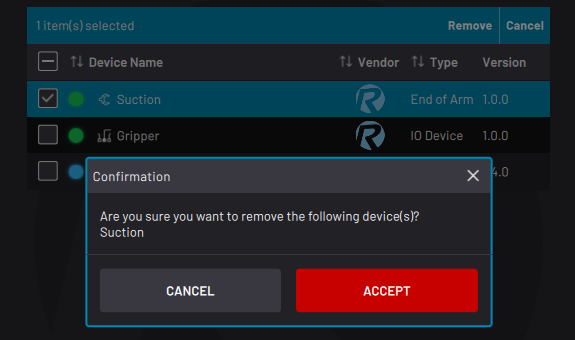 1 item(s) selected Remove Cancel
Device Name Vendor Type Version
Suction R End of Arm 1.0.0
Gripper R IO Device 1.0.0
4.0
Confirmation
Are you sure you want to remove the following device(s)?
Suction
CANCEL ACCEPT